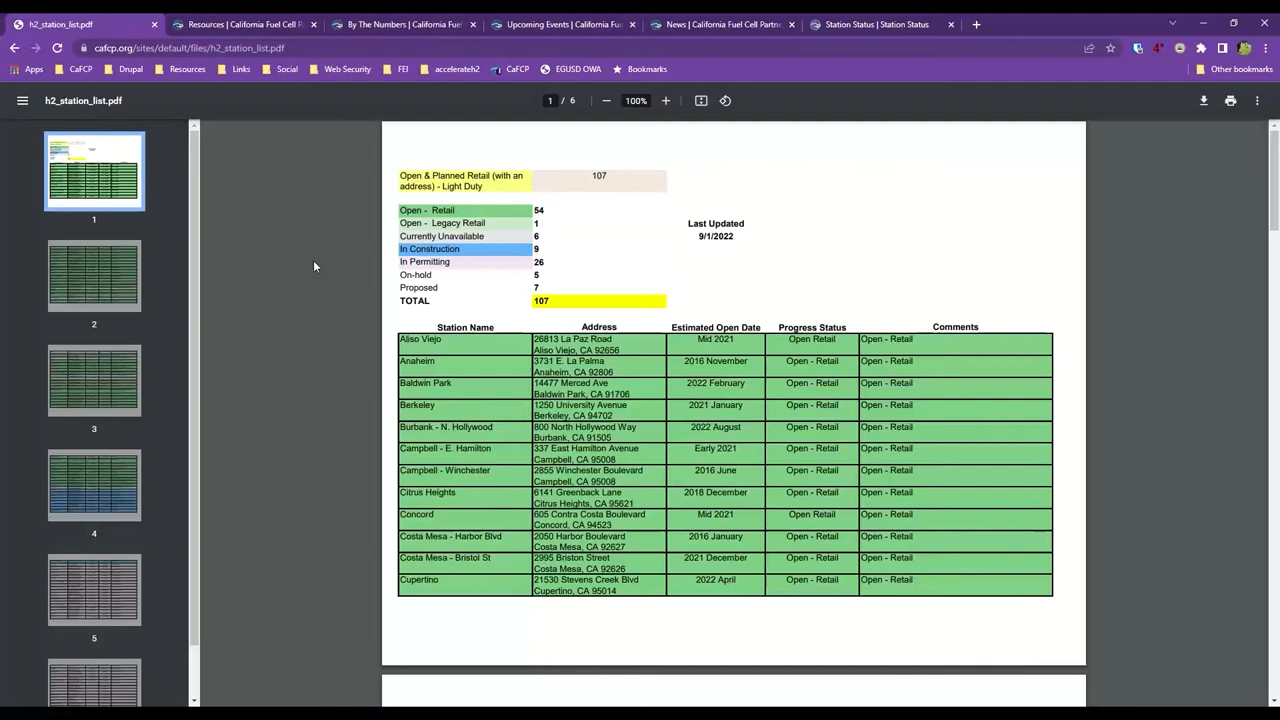 h2_station_list.pdf
Resources | California Fuel Cell P
By The Numbers | California Fue
Upcoming Events | California Fu
News | California Fuel Cell Partne
Station Status | Station Status
cafcp.org/sites/default/files/h2_station_list.pdf
Apps CaFCP Drupal Resources Links Social Web Security FEI accelerateh2 CaFCP EGUSD OWA Bookmarks Other bookmarks
h2_station_list.pdf 1 / 6 100%
Open & Planned Retail (with an 107
address) - Light Duty
Open - Retail 54
Open - Legacy Retail 1 Last Updated
Currently Unavailable 6 9/1/2022
In Construction 9
In Permitting 26
On-hold 5
Proposed 7
TOTAL 107
Station Name Address Estimated Open Date Progress Status Comments
Aliso Viejo 26813 La Paz Road Mid 2021 Open Retail Open - Retail
Aliso Viejo, CA 92656
Anaheim 3731 E. La Palma 2016 November Open - Retail Open - Retail
Anaheim, CA 92806
Baldwin Park 14477 Merced Ave 2022 February Open - Retail Open - Retail
Baldwin Park, CA 91706
Berkeley 1250 University Avenue 2021 January Open - Retail Open - Retail
Berkeley, CA 94702
Burbank - N. Hollywood 800 North Hollywood Way 2022 August Open - Retail Open - Retail
Burbank, CA 91505
Campbell - E. Hamilton 337 East Hamilton Avenue Early 2021 Open - Retail Open - Retail
Campbell, CA 95008
Campbell - Winchester 2855 Winchester Boulevard 2016 June Open - Retail Open - Retail
Campbell, CA 95008
Citrus Heights 6141 Greenback Lane 2018 December Open - Retail Open - Retail
Citrus Heights, CA 95621
Concord 605 Contra Costa Boulevard Mid 2021 Open Retail Open - Retail
Concord, CA 94523
Costa Mesa - Harbor Blvd 2050 Harbor Boulevard 2016 January Open - Retail Open - Retail
Costa Mesa, CA 92627
Costa Mesa - Bristol St 2995 Briston Street 2021 December Open - Retail Open - Retail
Costa Mesa, CA 92626
Cupertino 21530 Stevens Creek Blvd 2022 April Open - Retail Open - Retail
Cupertino, CA 95014
1
2
3
4
5